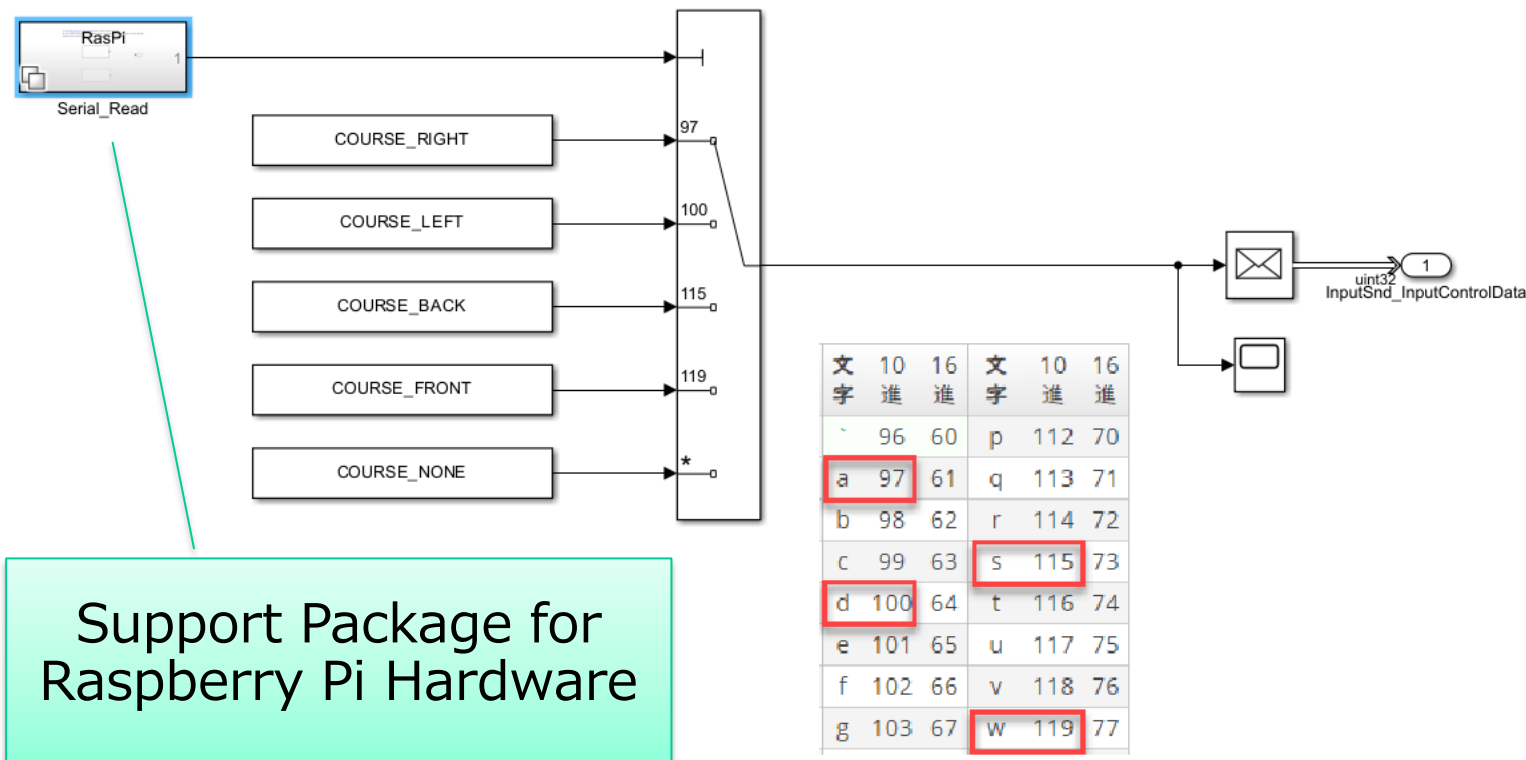 RasPi
1
Serial_Read
COURSE_RIGHT
97
COURSE_LEFT
100
COURSE_BACK
115
COURSE_FRONT
119
COURSE_NONE
*
1
uint32
InputSnd_InputControlData
文字 10進 16進 文字 10進 16進
` 96 60 p 112 70
a 97 61 q 113 71
b 98 62 r 114 72
c 99 63 s 115 73
d 100 64 t 116 74
e 101 65 u 117 75
f 102 66 v 118 76
g 103 67 w 119 77
Support Package for
Raspberry Pi Hardware